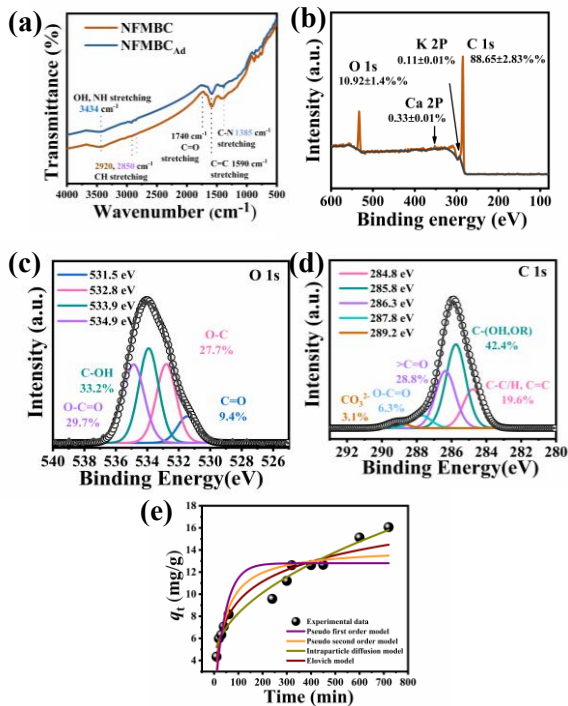 (a)
NFMBC
NFMBCAd
Transmittance (%)
OH, NH stretching
3434 cm-1
2920, 2850 cm-1
CH stretching
1740 cm-1
C=O
stretching
C-N 1385 cm-1
stretching
C=C 1590 cm-1
stretching
4000 3500 3000 2500 2000 1500 1000 500
Wavenumber (cm-1)
(b)
Intensity (a.u.)
O 1s
10.92±1.4%%
K 2P
0.11±0.01%
C 1s
88.65±2.83%%
Ca 2P
0.33±0.01%
600 500 400 300 200 100
Binding energy (eV)
(c)
Intensity (a.u.)
531.5 eV
532.8 eV
533.9 eV
534.9 eV
O 1s
O-C
27.7%
C-OH
33.2%
O-C=O
29.7%
C=O
9.4%
540 538 536 534 532 530 528 526
Binding Energy(eV)
(d)
Intensity (a.u.)
284.8 eV
285.8 eV
286.3 eV
287.8 eV
289.2 eV
C 1s
C-(OH,OR)
42.4%
>C=O
28.8%
O-C=O
6.3%
CO32-
3.1%
C-C/H, C=C
19.6%
292 290 288 286 284 282 280
Binding Energy(eV)
(e)
qt (mg/g)
16
14
12
10
8
6
4
Experimental data
Pseudo first order model
Pseudo second order model
Intraparticle diffusion model
Elovich model
0 100 200 300 400 500 600 700 800
Time (min)